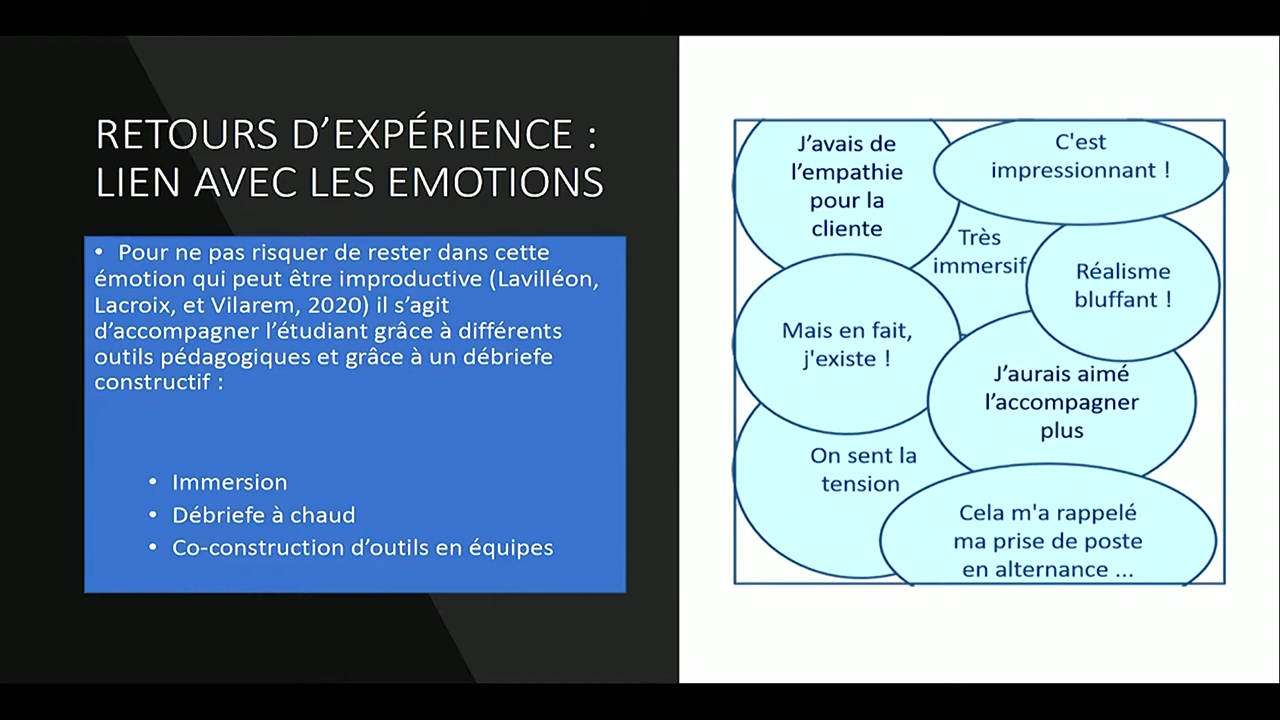 RETOURS D’EXPÉRIENCE :
LIEN AVEC LES EMOTIONS
• Pour ne pas risquer de rester dans cette
émotion qui peut être improductive (Lavilléon,
Lacroix, et Vilarem, 2020) il s’agit
d’accompagner l’étudiant grâce à différents
outils pédagogiques et grâce à un débriefe
constructif :
• Immersion
• Débriefe à chaud
• Co-construction d’outils en équipes
J’avais de
l’empathie
pour la
cliente
C'est
impressionnant !
Très
immersif
Réalisme
bluffant !
Mais en fait,
j'existe !
J’aurais aimé
l’accompagner
plus
On sent la
tension
Cela m'a rappelé
ma prise de poste
en alternance ...